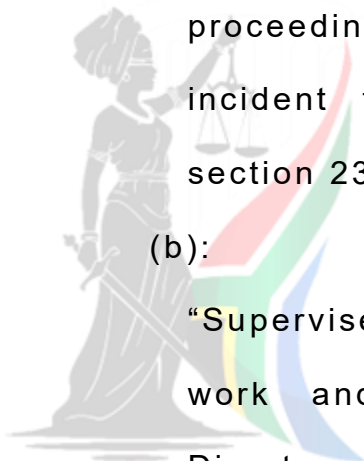 proceedin
incident
section 23
(b):
“Supervise
work and